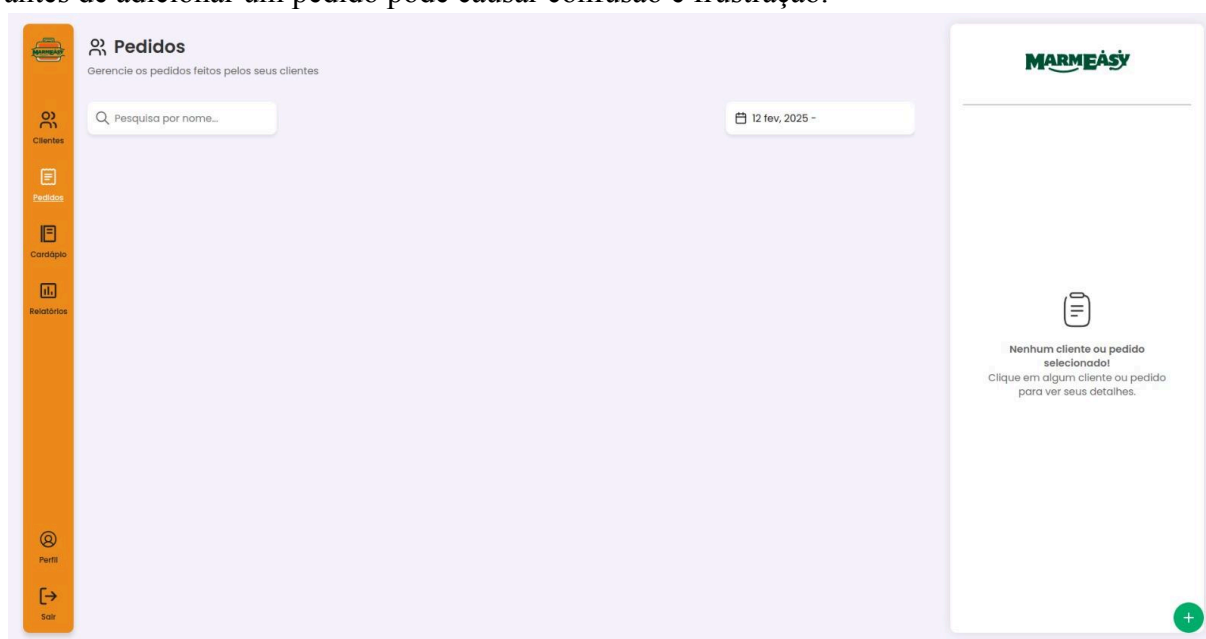 antes de adicionar um pedido pode causar confusão e frustração.
MARMEASY
Pedidos
Gerencie os pedidos feitos pelos seus clientes
Pesquisa por nome...
12 fev, 2025 -
Clientes
Pedidos
Cardápio
Relatórios
Perfil
Sair
MARMEASY
Nenhum cliente ou pedido
selecionado!
Clique em algum cliente ou pedido
para ver seus detalhes.